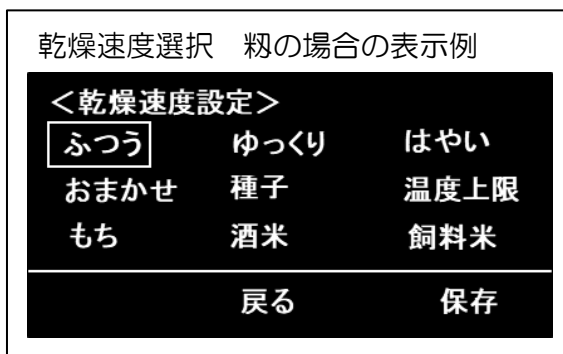 乾燥速度選択　籾の場合の表示例
＜乾燥速度設定＞
ふつう　ゆっくり　はやい
おまかせ　種子　温度上限
もち　酒米　飼料米
戻る　保存